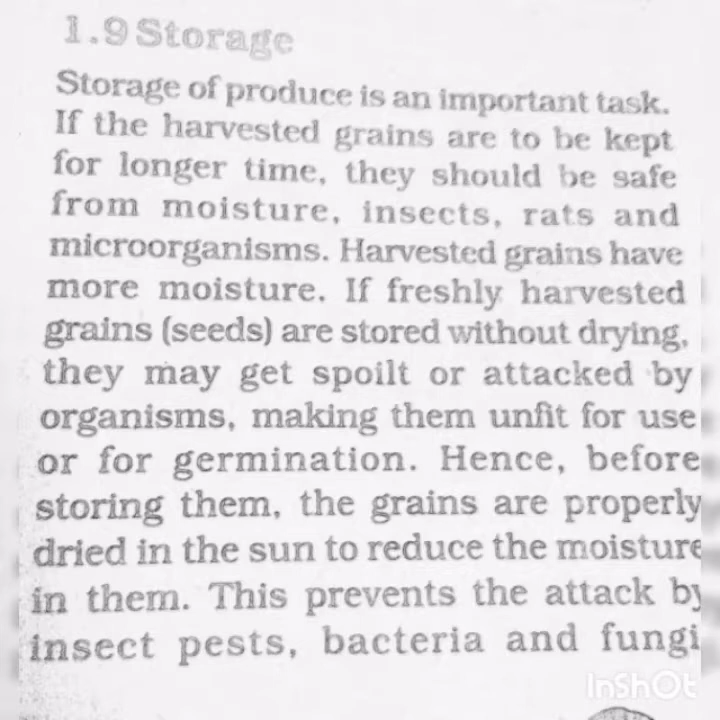 1.9 Storage
Storage of produce is an important task.
If the harvested grains are to be kept
for longer time, they should be safe
from moisture, insects, rats and
microorganisms. Harvested grains have
more moisture. If freshly harvested
grains (seeds) are stored without drying,
they may get spoilt or attacked by
organisms, making them unfit for use
or for germination. Hence, before
storing them, the grains are properly
dried in the sun to reduce the moisture
in them. This prevents the attack by
insect pests, bacteria and fungi
InShOt